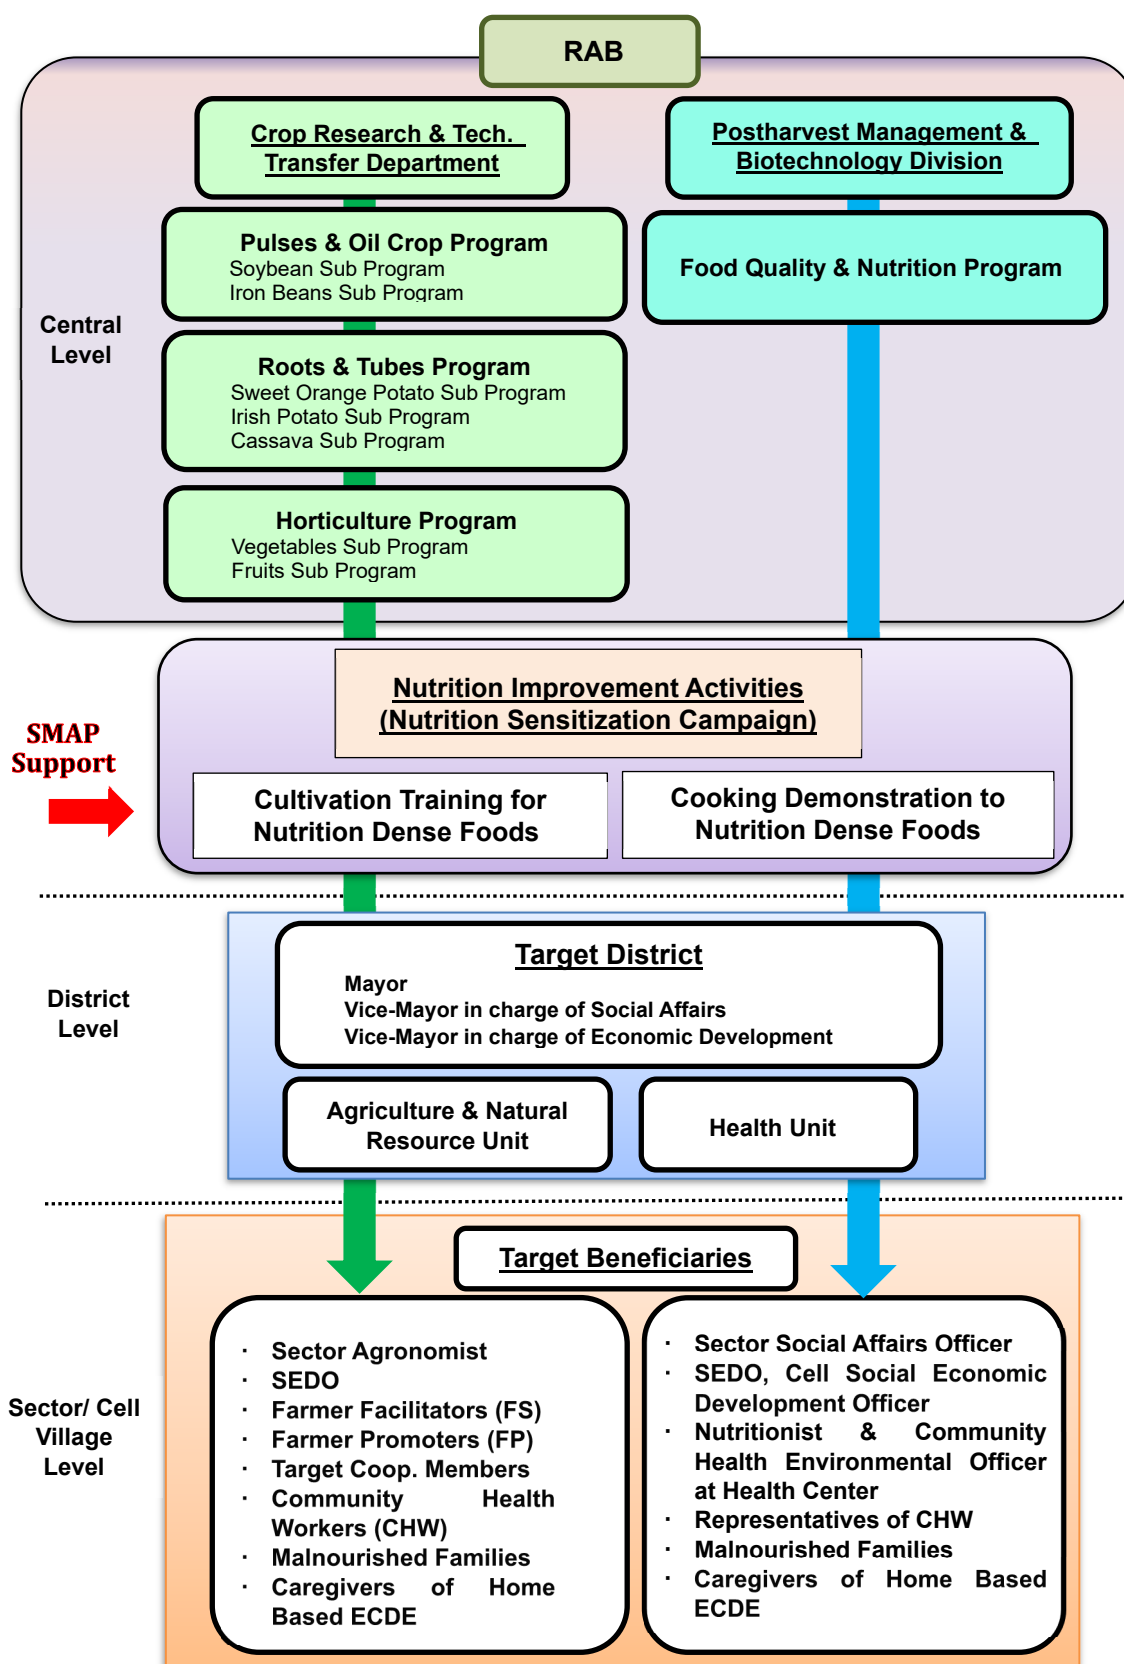 RAB
Crop Research & Tech.
Transfer Department
Postharvest Management &
Biotechnology Division
Pulses & Oil Crop Program
Soybean Sub Program
Iron Beans Sub Program
Food Quality & Nutrition Program
Central
Level
Roots & Tubes Program
Sweet Orange Potato Sub Program
Irish Potato Sub Program
Cassava Sub Program
Horticulture Program
Vegetables Sub Program
Fruits Sub Program
Nutrition Improvement Activities
(Nutrition Sensitization Campaign)
SMAP
Support
Cultivation Training for
Nutrition Dense Foods
Cooking Demonstration to
Nutrition Dense Foods
District
Level
Target District
Mayor
Vice-Mayor in charge of Social Affairs
Vice-Mayor in charge of Economic Development
Agriculture & Natural
Resource Unit
Health Unit
Target Beneficiaries
Sector/ Cell
Village
Level
· Sector Agronomist
· SEDO
· Farmer Facilitators (FS)
· Farmer Promoters (FP)
· Target Coop. Members
· Community Health
Workers (CHW)
· Malnourished Families
· Caregivers of Home
Based ECDE
· Sector Social Affairs Officer
· SEDO, Cell Social Economic
Development Officer
· Nutritionist & Community
Health Environmental Officer
at Health Center
· Representatives of CHW
· Malnourished Families
· Caregivers of Home Based
ECDE